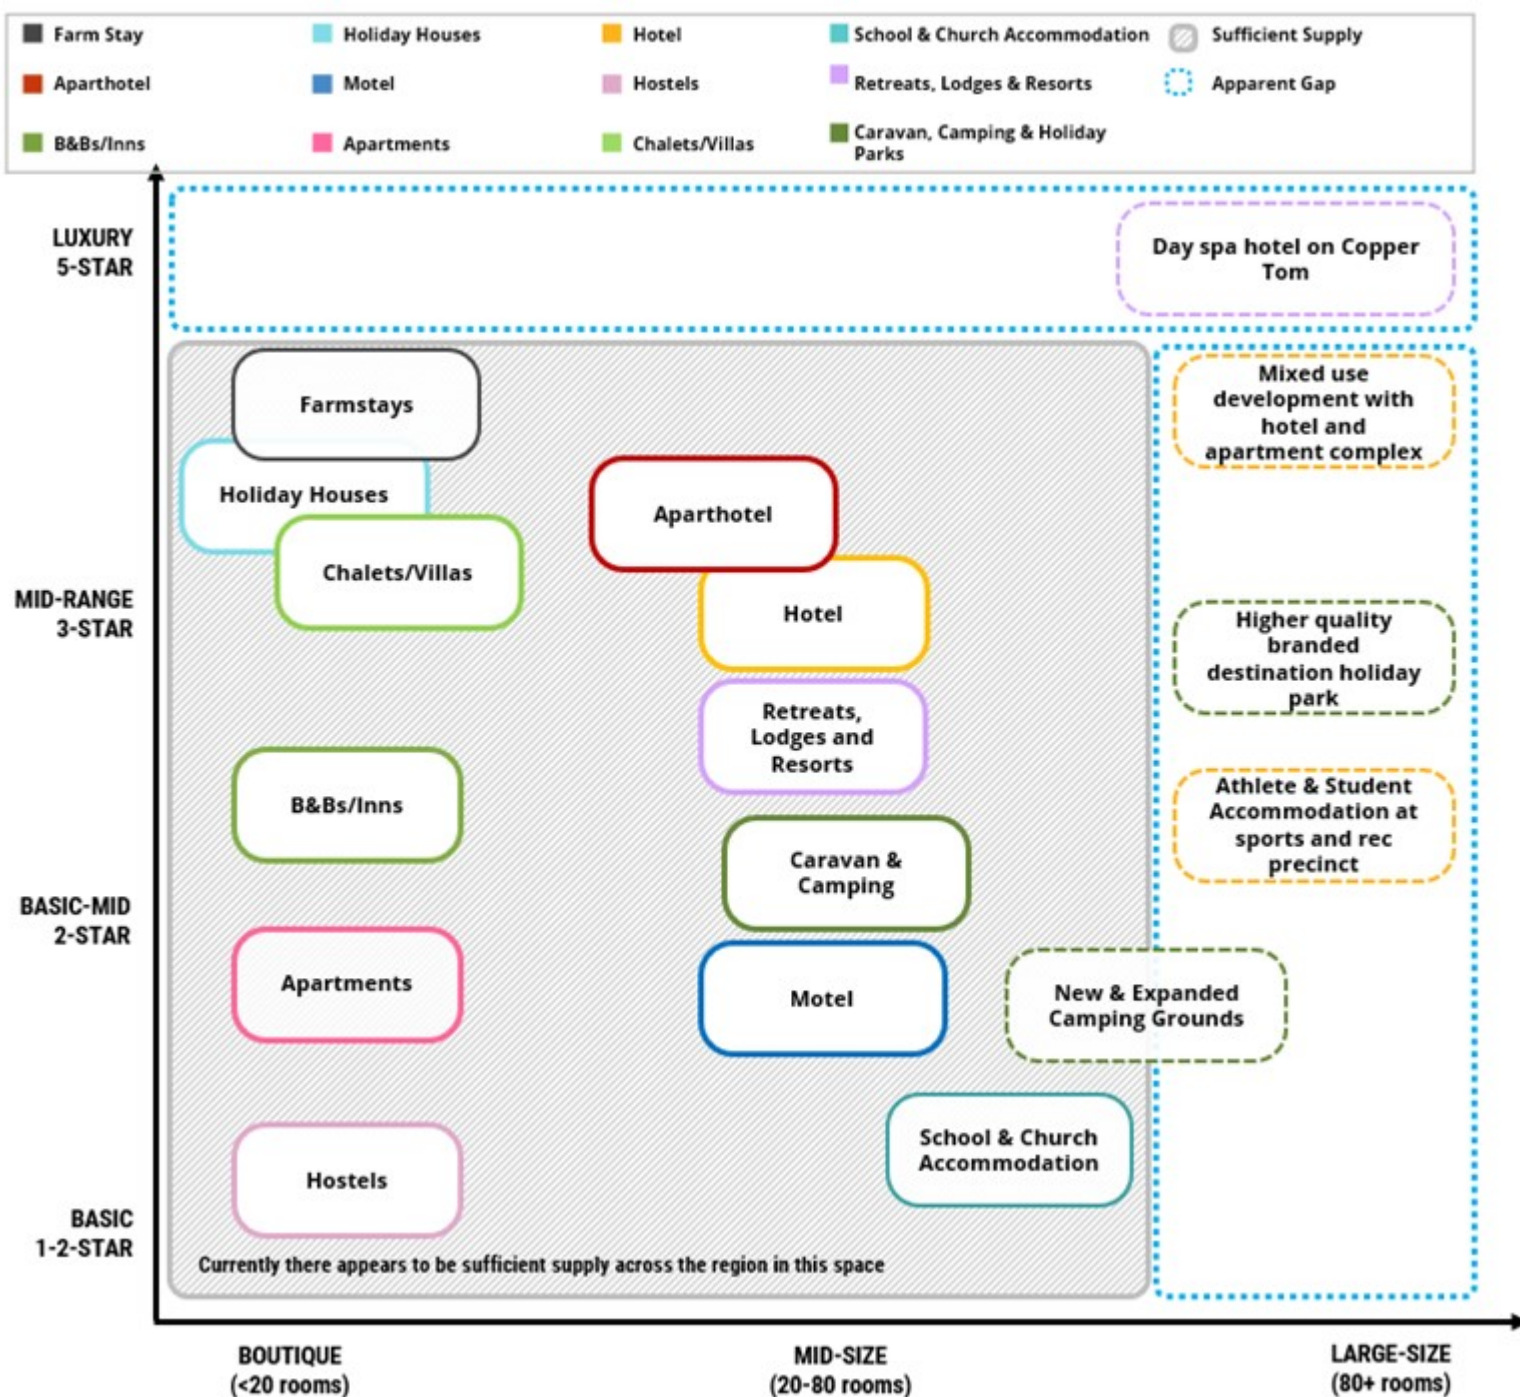 Farm Stay
Holiday Houses
Hotel
School & Church Accommodation
Sufficient Supply
Aparthotel
Motel
Hostels
Retreats, Lodges & Resorts
Apparent Gap
B&Bs/Inns
Apartments
Chalets/Villas
Caravan, Camping & Holiday
Parks
LUXURY
5-STAR
Day spa hotel on Copper
Tom
Farmstays
Mixed use
development with
hotel and
apartment complex
Holiday Houses
Aparthotel
Chalets/Villas
MID-RANGE
3-STAR
Hotel
Higher quality
branded
destination holiday
park
Retreats,
Lodges and
Resorts
B&Bs/Inns
Athlete & Student
Accommodation at
sports and rec
precinct
Caravan &
Camping
BASIC-MID
2-STAR
Apartments
Motel
New & Expanded
Camping Grounds
School & Church
Accommodation
Hostels
BASIC
1-2-STAR
Currently there appears to be sufficient supply across the region in this space
BOUTIQUE
(<20 rooms)
MID-SIZE
(20-80 rooms)
LARGE-SIZE
(80+ rooms)